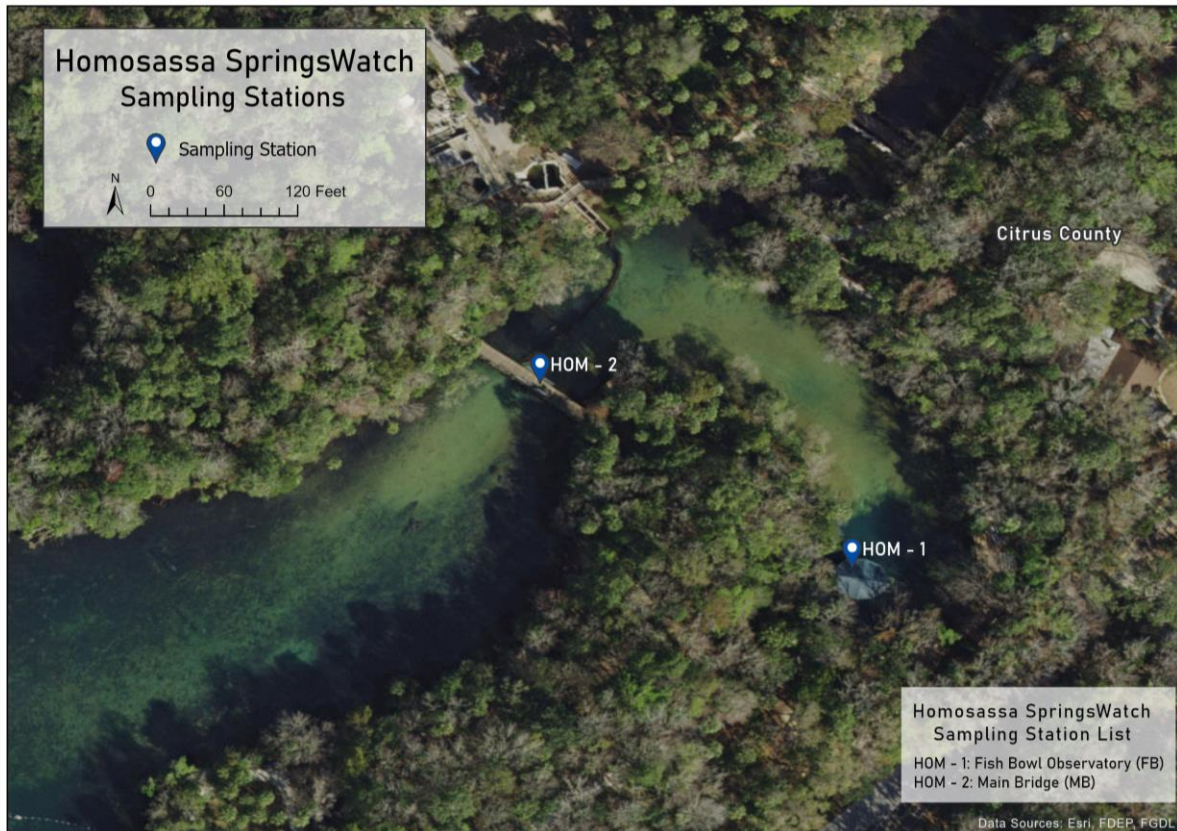 Homosassa SpringsWatch
Sampling Stations
Sampling Station
N
0 60 120 Feet
Citrus County
HOM - 2
HOM - 1
Homosassa SpringsWatch
Sampling Station List
HOM - 1: Fish Bowl Observatory (FB)
HOM - 2: Main Bridge (MB)
Data Sources: Esri, FDEP, FGDL